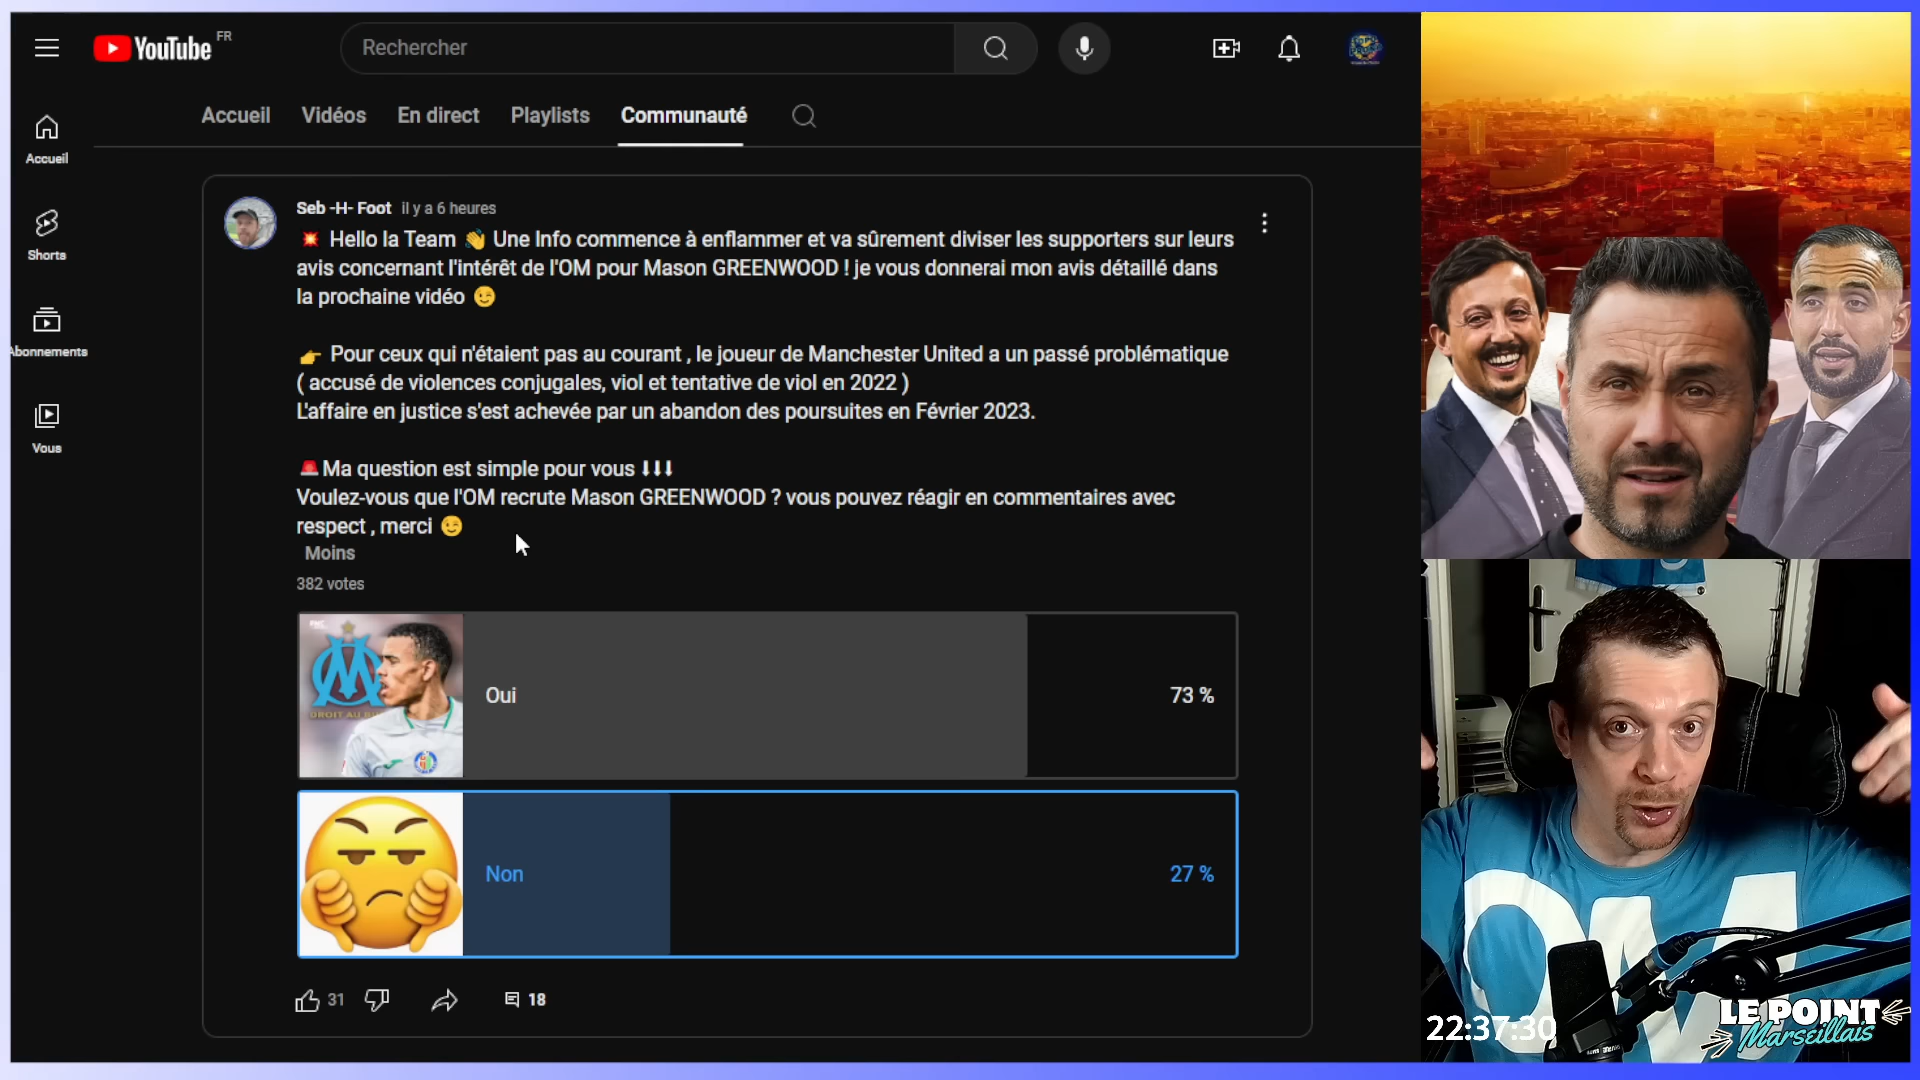 YouTube FR
Rechercher
Accueil Vidéos En direct Playlists Communauté
Accueil
Shorts
Abonnements
Vous
Seb -H- Foot il y a 6 heures
💥 Hello la Team 👋 Une Info commence à enflammer et va sûrement diviser les supporters sur leurs
avis concernant l'intérêt de l'OM pour Mason GREENWOOD ! je vous donnerai mon avis détaillé dans
la prochaine vidéo 😉
👉 Pour ceux qui n'étaient pas au courant , le joueur de Manchester United a un passé problématique
( accusé de violences conjugales, viol et tentative de viol en 2022 )
L'affaire en justice s'est achevée par un abandon des poursuites en Février 2023.
🚨Ma question est simple pour vous ⬇⬇⬇
Voulez-vous que l'OM recrute Mason GREENWOOD ? vous pouvez réagir en commentaires avec
respect , merci 😉
Moins
382 votes
DROIT AU
Oui 73 %
Non 27 %
31 18
OM
22:37:30
LE POINT
Marseillais